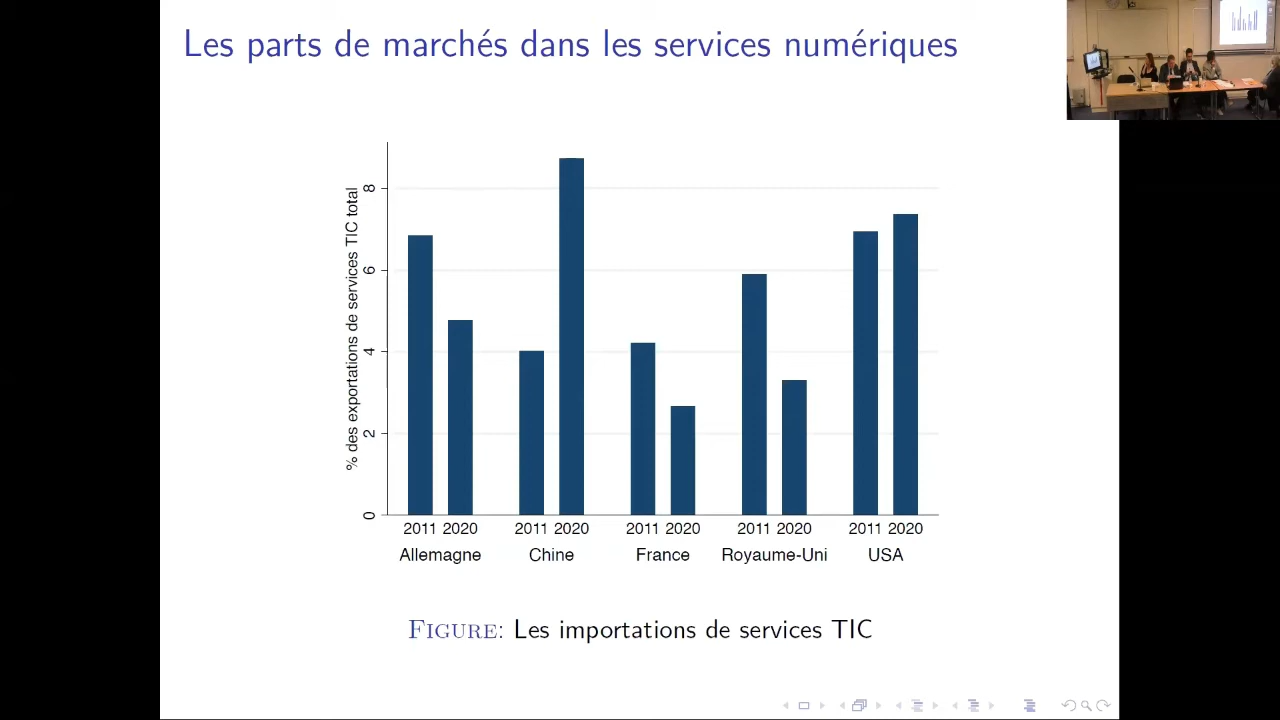 Les parts de marchés dans les services numériques
% des exportations de services TIC total
8
6
4
2
0
2011 2020 2011 2020 2011 2020 2011 2020 2011 2020
Allemagne Chine France Royaume-Uni USA
FIGURE: Les importations de services TIC